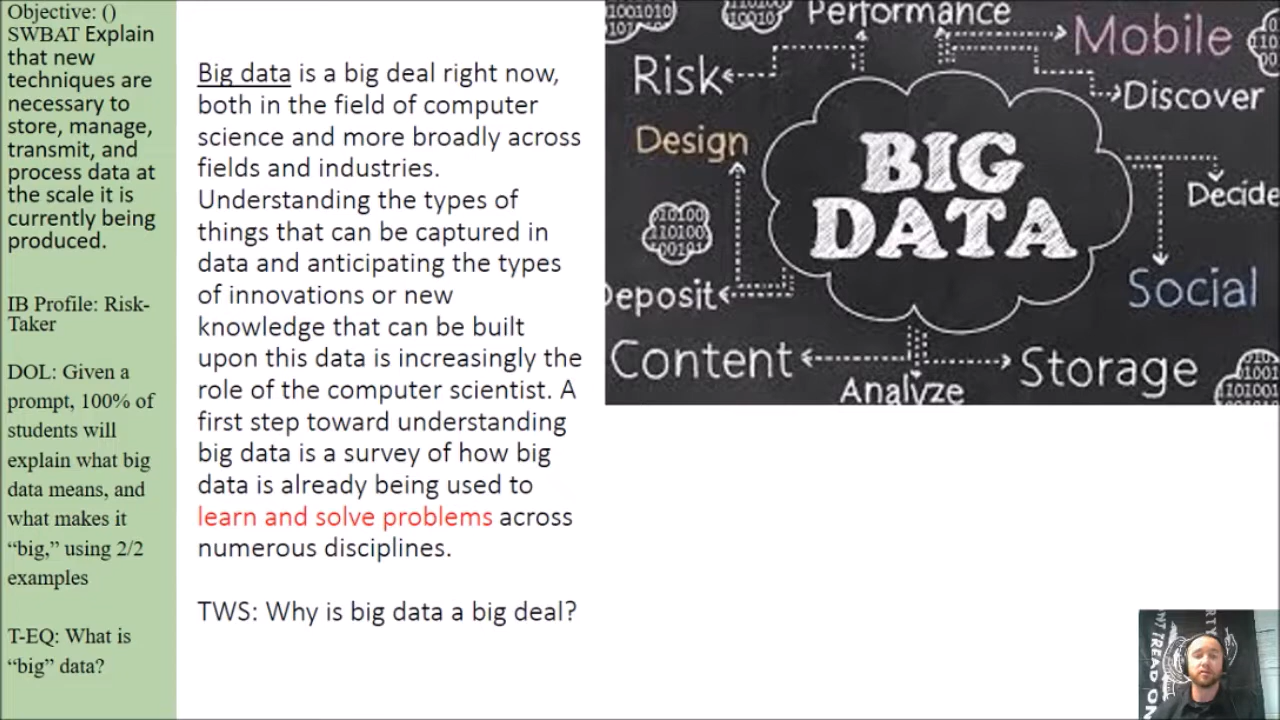 Objective: ()
SWBAT Explain
that new
techniques are
necessary to
store, manage,
transmit, and
process data at
the scale it is
currently being
produced.
IB Profile: Risk-
Taker
DOL: Given a
prompt, 100% of
students will
explain what big
data means, and
what makes it
“big,” using 2/2
examples
T-EQ: What is
“big” data?
Big data is a big deal right now,
both in the field of computer
science and more broadly across
fields and industries.
Understanding the types of
things that can be captured in
data and anticipating the types
of innovations or new
knowledge that can be built
upon this data is increasingly the
role of the computer scientist. A
first step toward understanding
big data is a survey of how big
data is already being used to
learn and solve problems across
numerous disciplines.
TWS: Why is big data a big deal?
Performance
Mobile
Risk
Discover
Design
BIG
DATA
Decide
Social
Deposit
Content
Analyze
Storage
TREAD ON